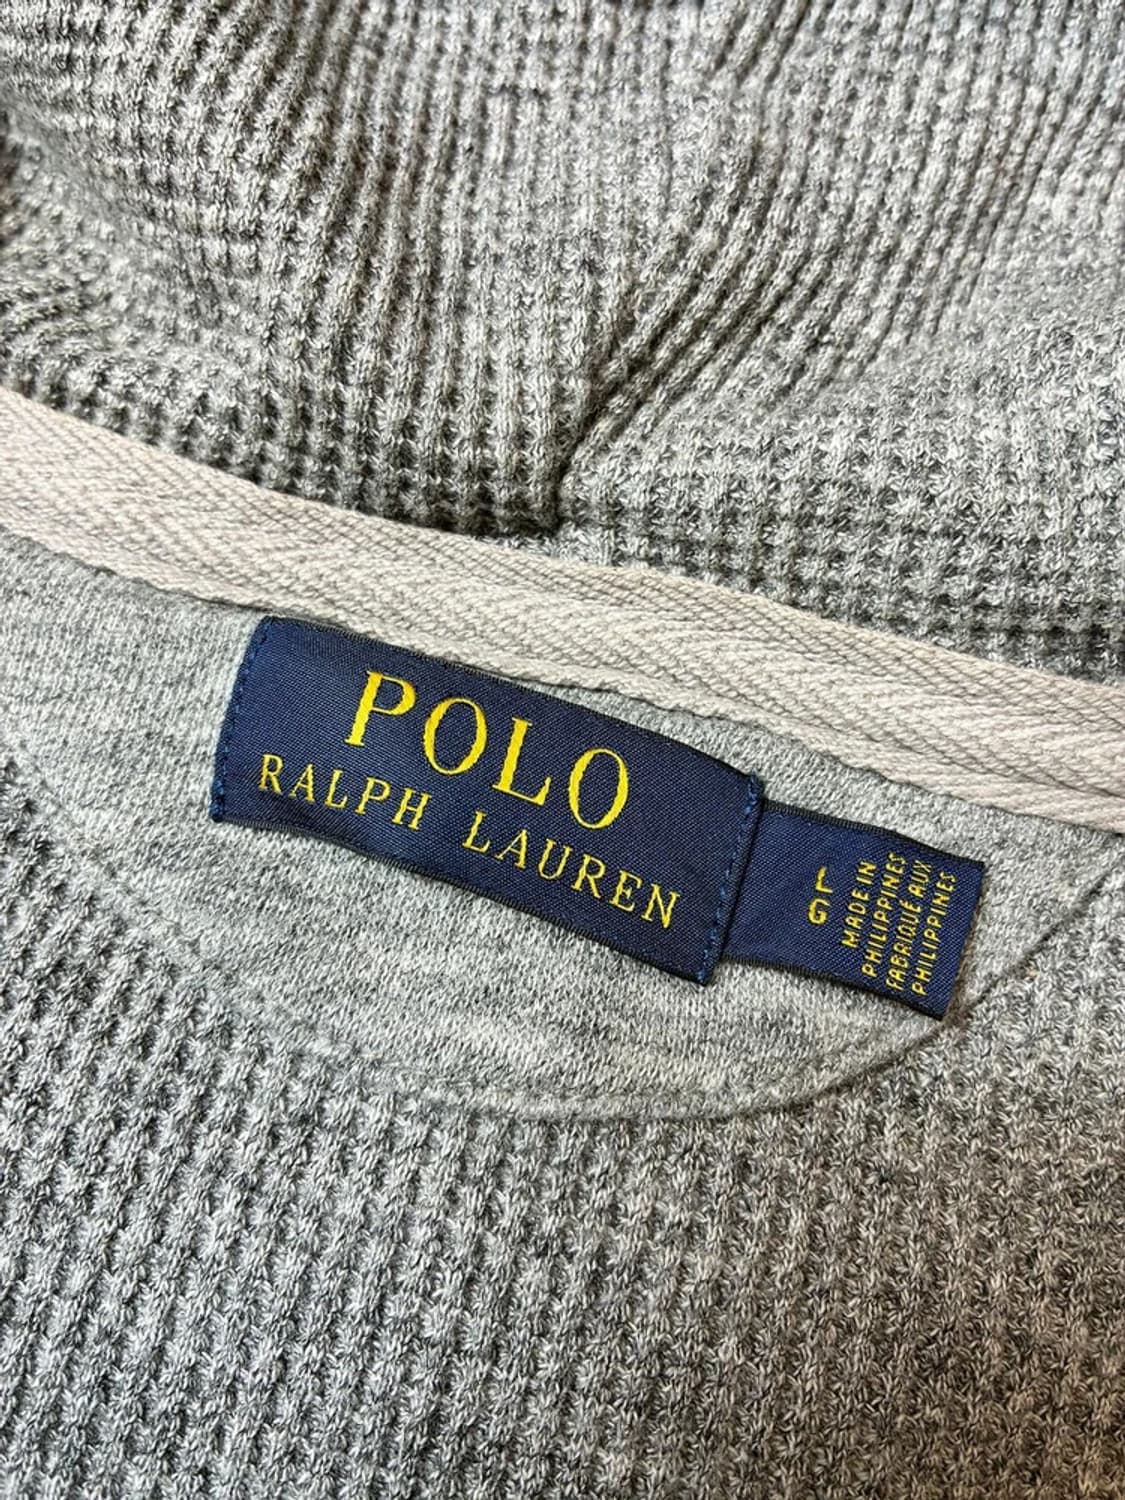 POLO
RALPH LAUREN
L
G
MADE IN
PHILIPPINES
FABRIQUÉ AUX
PHILIPPINES